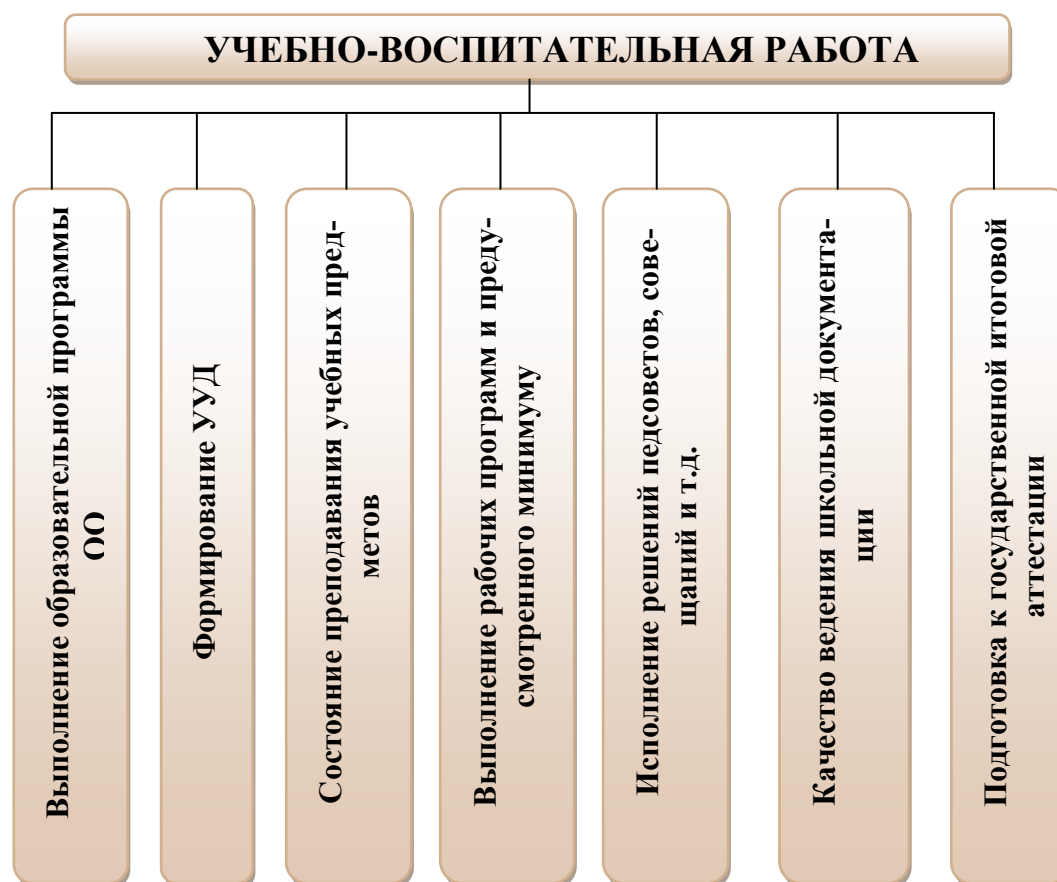 УЧЕБНО-ВОСПИТАТЕЛЬНАЯ РАБОТА
Выполнение образовательной программы
ОО
Формирование УУД
Состояние преподавания учебных пред-
метов
Выполнение рабочих программ и преду-
смотренного минимуму
Исполнение решений педсоветов, сове-
щаний и т.д.
Качество ведения школьной документа-
ции
Подготовка к государственной итоговой
аттестации